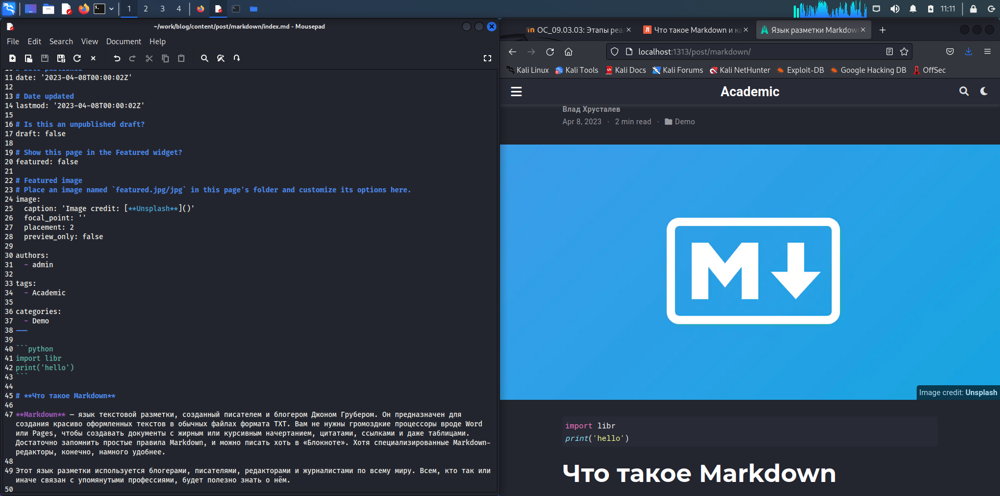 1
2
3
4
11:11
~/work/blog/content/post/markdown/index.md - Mousepad
File Edit Search View Document Help
11 date: '2023-04-08T00:00:02Z'
12
13 # Date updated
14 lastmod: '2023-04-08T00:00:02Z'
15
16 # Is this an unpublished draft?
17 draft: false
18
19 # Show this page in the Featured widget?
20 featured: false
21
22 # Featured image
23 # Place an image named `featured.jpg/jpg` in this page's folder and customize its options here.
24 image:
25   caption: 'Image credit: [**Unsplash**]()'
26   focal_point: ''
27   placement: 2
28   preview_only: false
29
30 authors:
31   - admin
32
33 tags:
34   - Academic
35
36 categories:
37   - Demo
38 ---
39
40 ```python
41 import libr
42 print('hello')
43 ```
44
45 # **Что такое Markdown**
46
47 **Markdown** — язык текстовой разметки, созданный писателем и блогером Джоном Грубером. Он предназначен для
создания красиво оформленных текстов в обычных файлах формата TXT. Вам не нужны громоздкие процессоры вроде Word
или Pages, чтобы создавать документы с жирным или курсивным начертанием, цитатами, ссылками и даже таблицами.
Достаточно запомнить простые правила Markdown, и можно писать хоть в «Блокноте». Хотя специализированные Markdown-
редакторы, конечно, намного удобнее.
48
49 Этот язык разметки используется блогерами, писателями, редакторами и журналистами по всему миру. Всем, кто так или
иначе связан с упомянутыми профессиями, будет полезно знать о нём.
50
ОС_09.03.03: Этапы реа
Что такое Markdown и ка
Язык разметки Markdow
localhost:1313/post/markdown/
Kali Linux Kali Tools Kali Docs Kali Forums Kali NetHunter Exploit-DB Google Hacking DB OffSec
Academic
Влад Хрусталев
Apr 8, 2023 · 2 min read · Demo
M
Image credit: Unsplash
import libr
print('hello')
Что такое Markdown